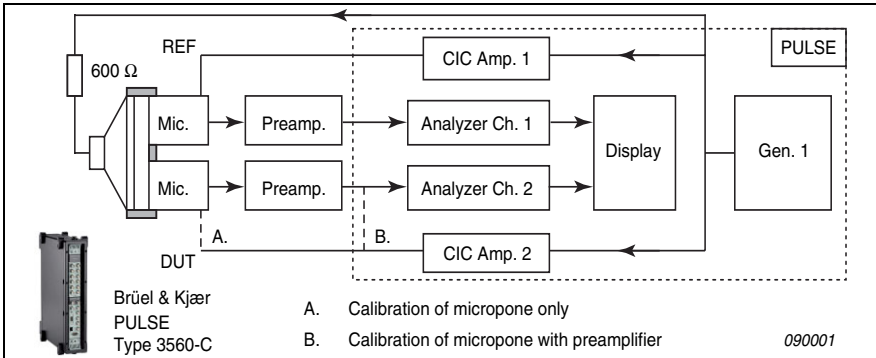 REF
CIC Amp. 1
PULSE
600 Ω
Mic.
Preamp.
Analyzer Ch. 1
Display
Gen. 1
Mic.
Preamp.
Analyzer Ch. 2
A.
B.
CIC Amp. 2
DUT
Brüel & Kjær
PULSE
Type 3560-C
A. Calibration of micropone only
B. Calibration of micropone with preamplifier
090001